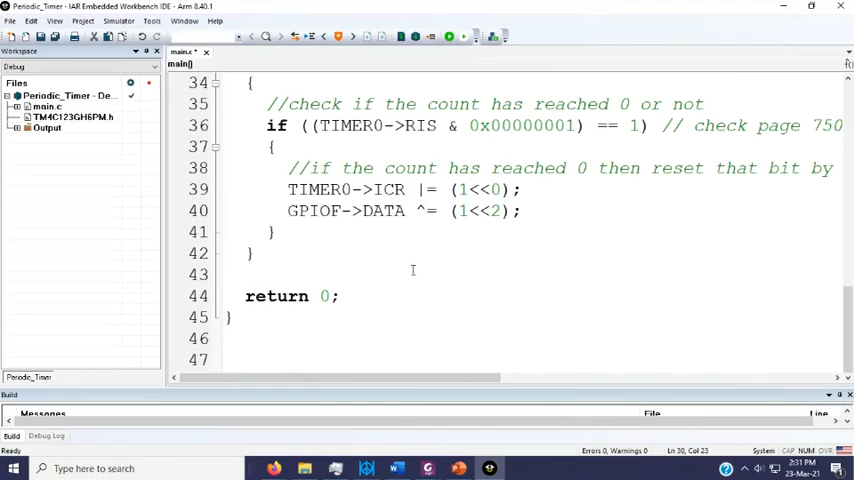 Periodic_Timer - IAR Embedded Workbench IDE - Arm 8.40.1
File Edit View Project Simulator Tools Window Help
Workspace
main.c *
Debug
main()
Files
Periodic_Timer - De...
main.c
TM4C123GH6PM.h
Output
34 {
35 //check if the count has reached 0 or not
36 if ((TIMER0->RIS & 0x00000001) == 1) // check page 750
37 {
38 //if the count has reached 0 then reset that bit by
39 TIMER0->ICR |= (1<<0);
40 GPIOF->DATA ^= (1<<2);
41 }
42 }
43
44 return 0;
45 }
46
47
Periodic_Timer
Build
Messages File Line
Build Debug Log
Ready Errors 0, Warnings 0 Ln 30, Col 23 System CAP NUM OVR
Type here to search
2:31 PM
23-Mar-21